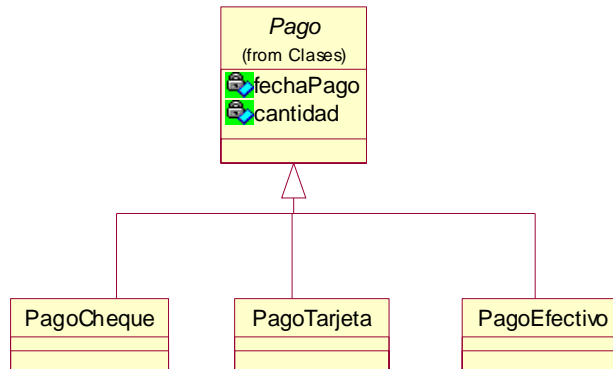 Pago
(from Clases)
fechaPago
cantidad
PagoCheque
PagoTarjeta
PagoEfectivo